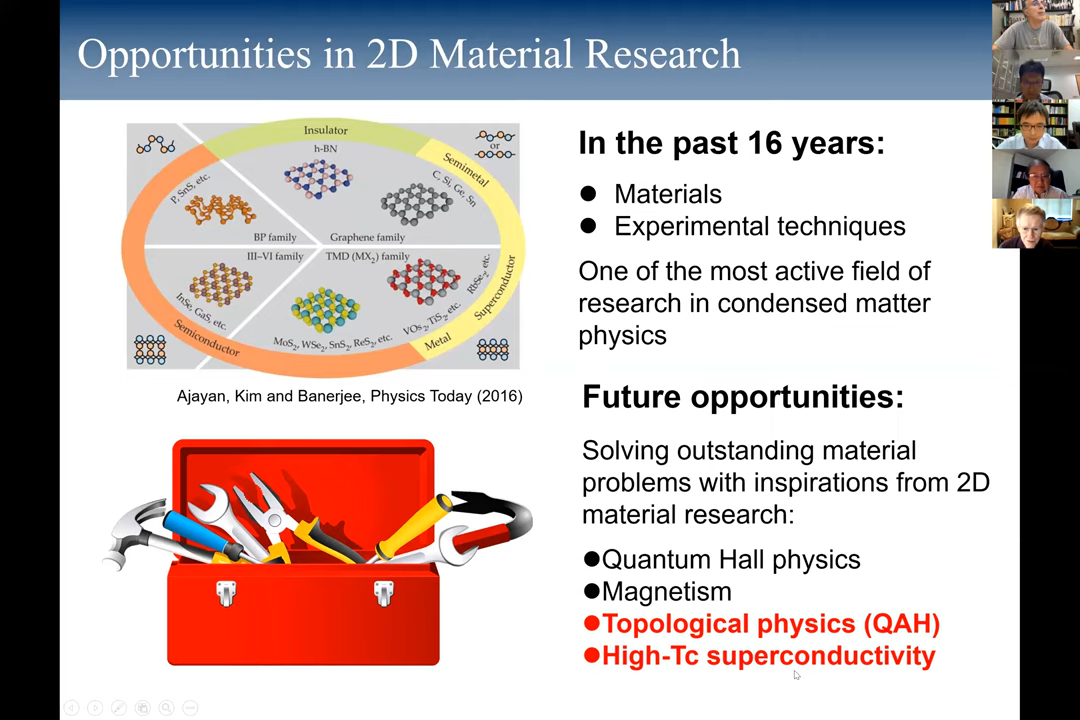 Opportunities in 2D Material Research
Insulator
h-BN
or
Semimetal
C, Si, Ge, Sn
P, SnS, etc.
BP family
Graphene family
III–VI family
TMD (MX₂) family
InSe, GaS, etc.
Semiconductor
MoS₂, WSe₂, SnS₂, ReS₂, etc.
VOs₂, TiS₂, etc.
RbSe₂, etc.
Superconductor
Metal
Ajayan, Kim and Banerjee, Physics Today (2016)
In the past 16 years:
● Materials
● Experimental techniques
One of the most active field of
research in condensed matter
physics
Future opportunities:
Solving outstanding material
problems with inspirations from 2D
material research:
●Quantum Hall physics
●Magnetism
●Topological physics (QAH)
●High-Tc superconductivity